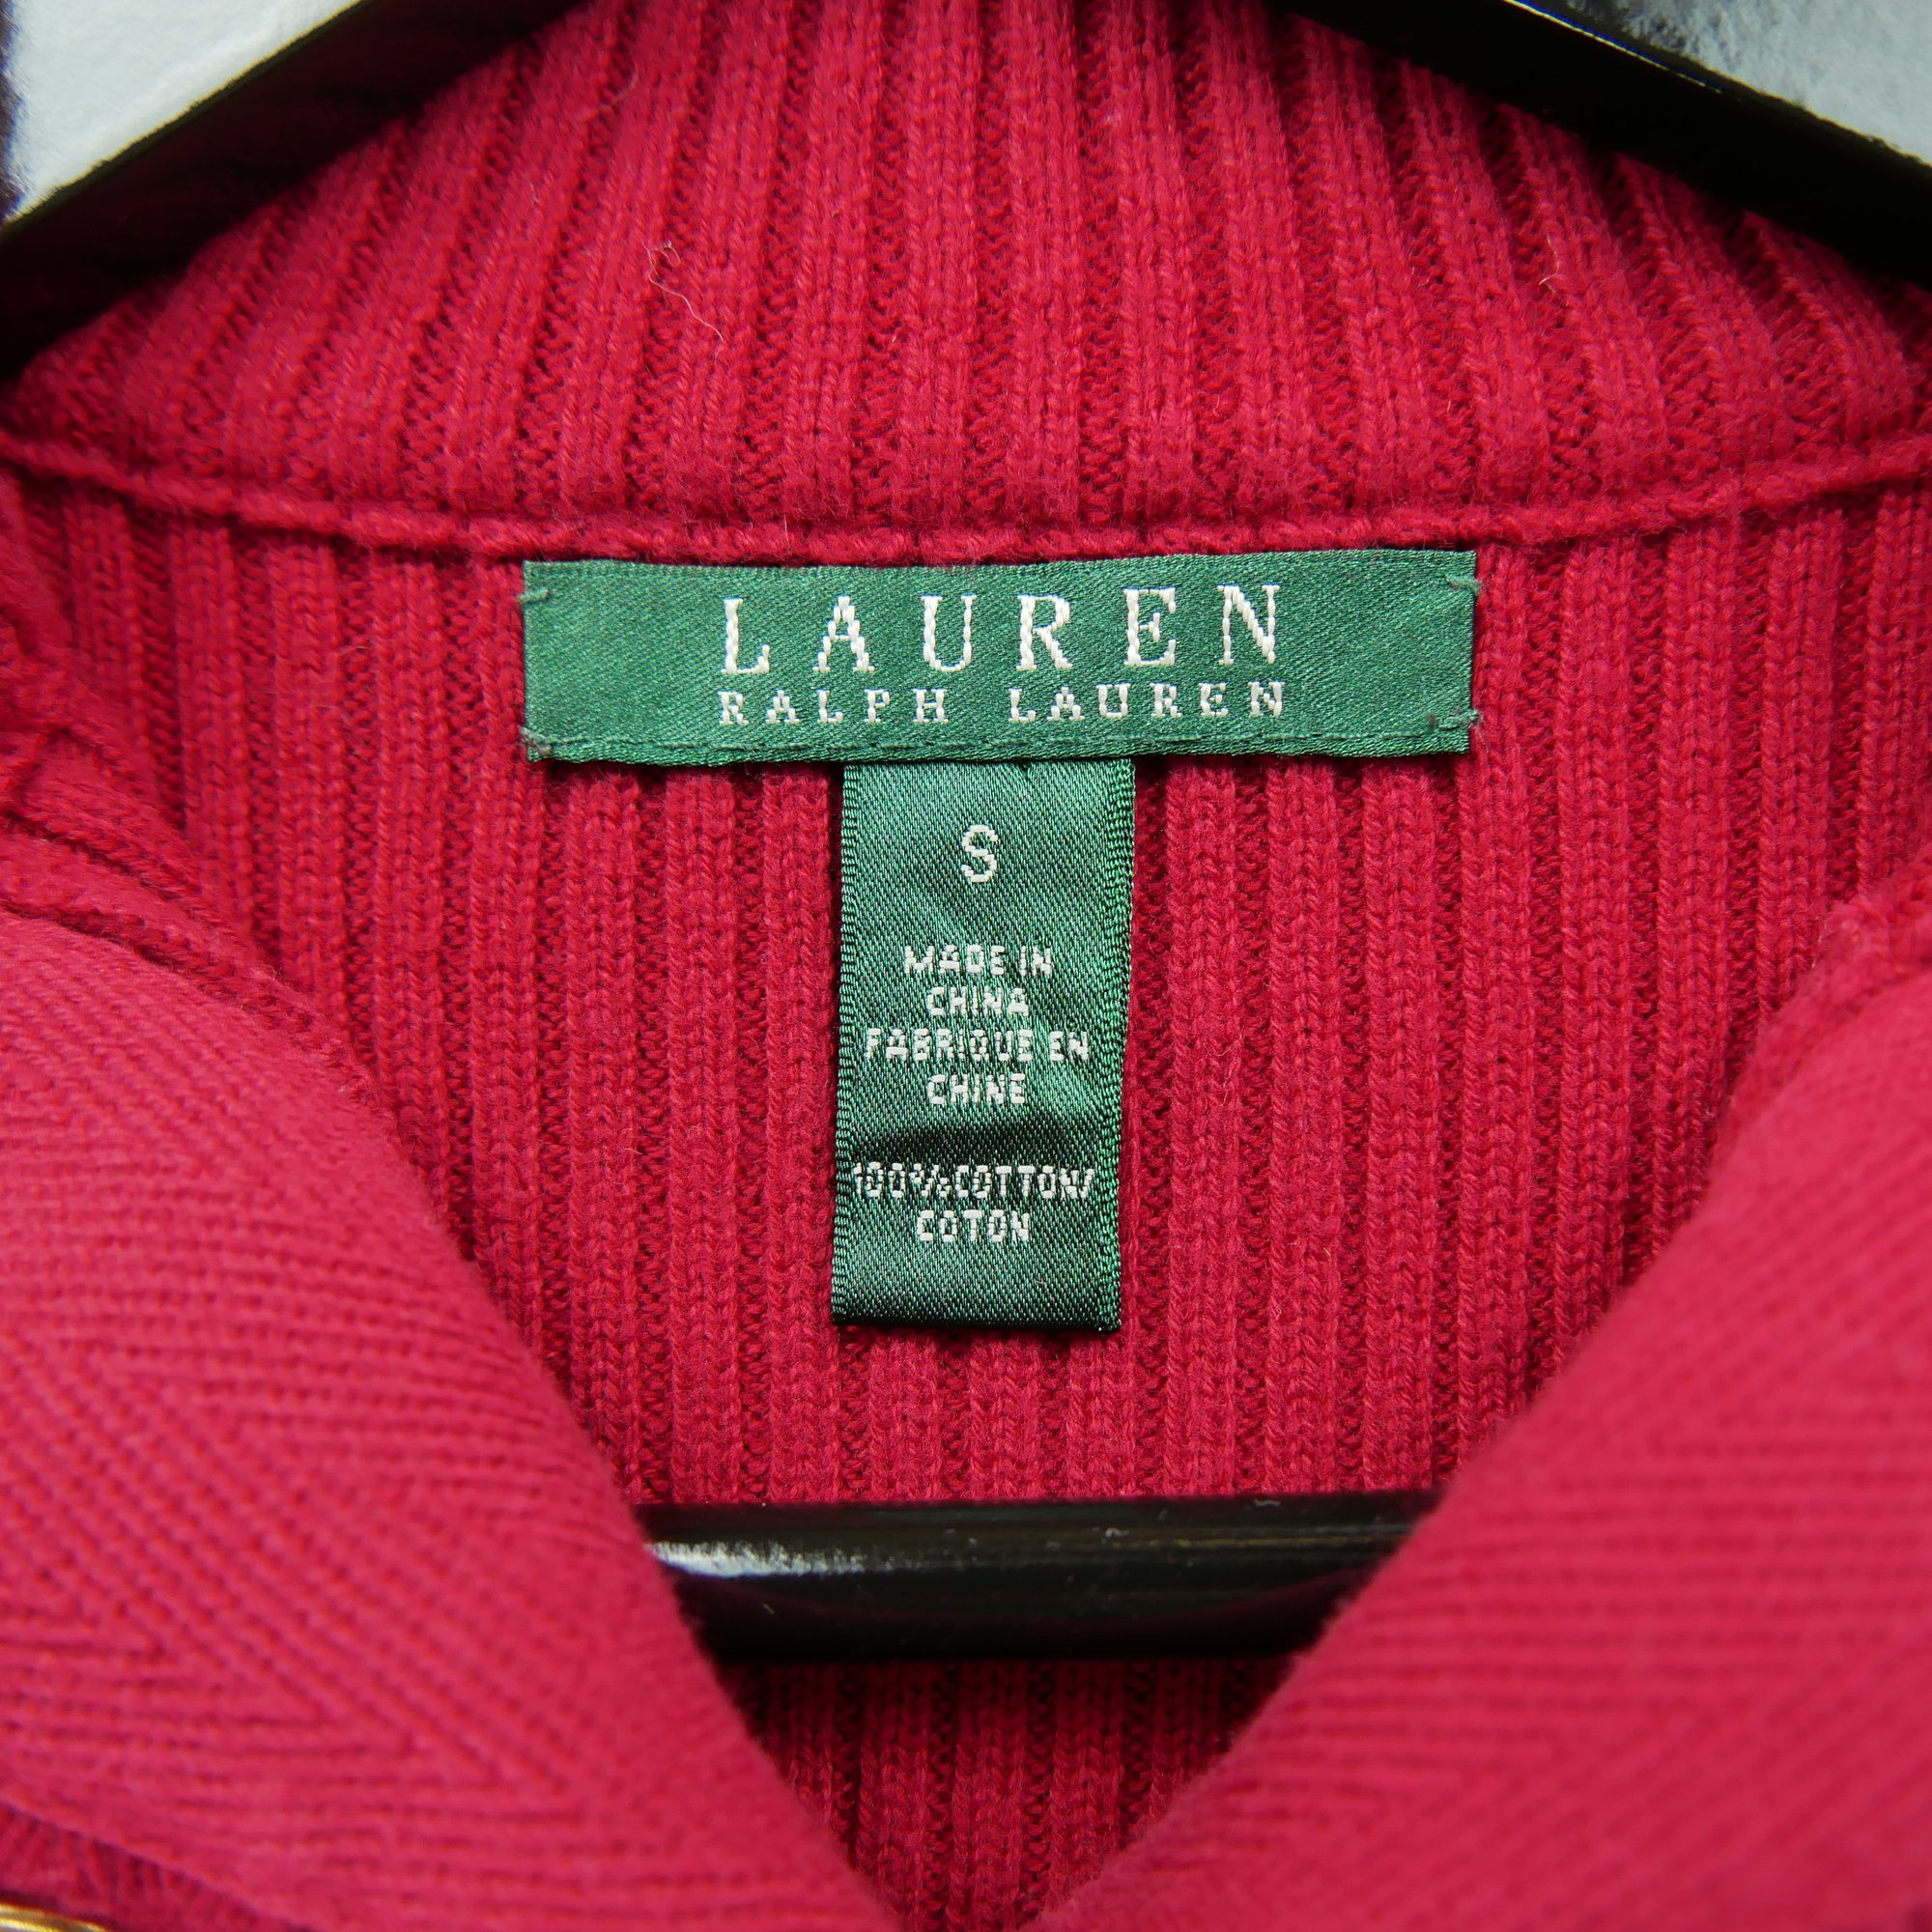 LAUREN
RALPH LAUREN
S
MADE IN
CHINA
FABRIQUE EN
CHINE
100%COTTON/
COTON